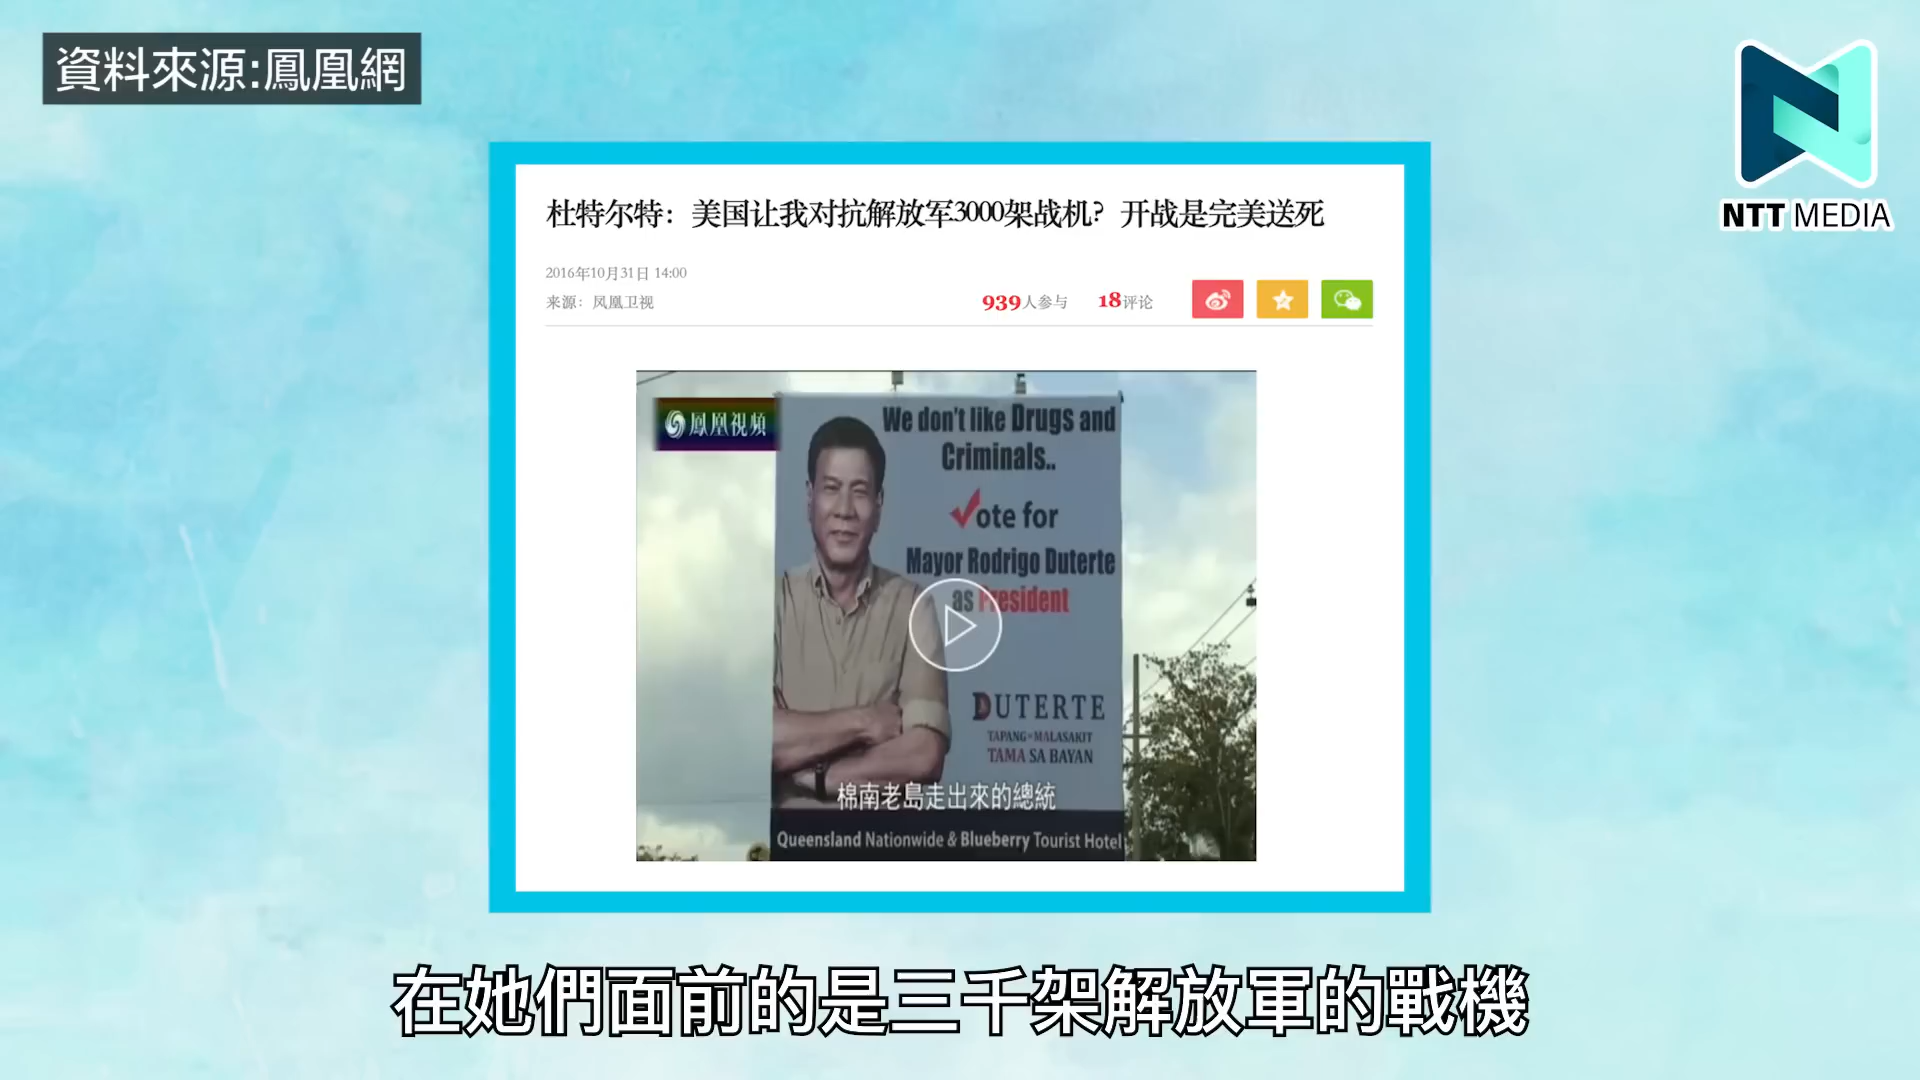 資料來源:鳳凰網
NTT MEDIA
杜特尔特：美国让我对抗解放军3000架战机？开战是完美送死
2016年10月31日 14:00
来源：凤凰卫视
939人参与 18评论
鳳凰視頻
We don't like Drugs and
Criminals..
Vote for
Mayor Rodrigo Duterte
as President
DUTERTE
TAPANG MALASAKIT
TAMA SA BAYAN
棉南老島走出來的總統
Queensland Nationwide & Blueberry Tourist Hotel
在她們面前的是三千架解放軍的戰機